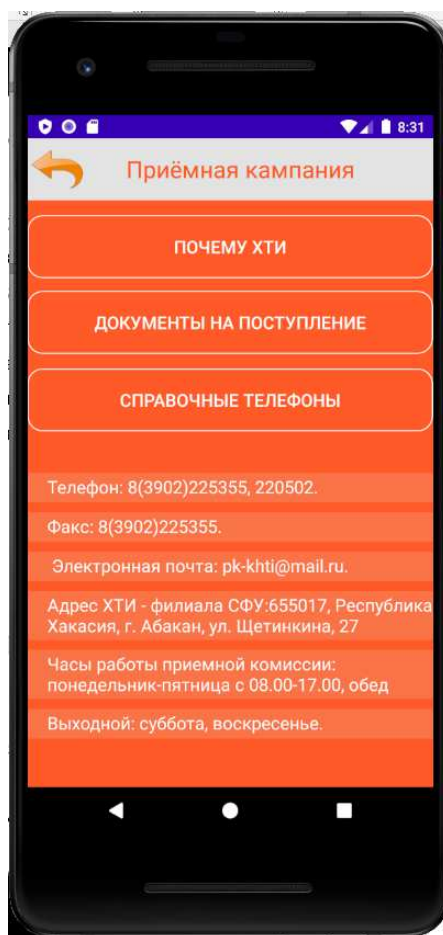 8:31
Приёмная кампания
ПОЧЕМУ ХТИ
ДОКУМЕНТЫ НА ПОСТУПЛЕНИЕ
СПРАВОЧНЫЕ ТЕЛЕФОНЫ
Телефон: 8(3902)225355, 220502.
Факс: 8(3902)225355.
Электронная почта: pk-khti@mail.ru.
Адрес ХТИ - филиала СФУ:655017, Республика
Хакасия, г. Абакан, ул. Щетинкина, 27
Часы работы приемной комиссии:
понедельник-пятница с 08.00-17.00, обед
Выходной: суббота, воскресенье.